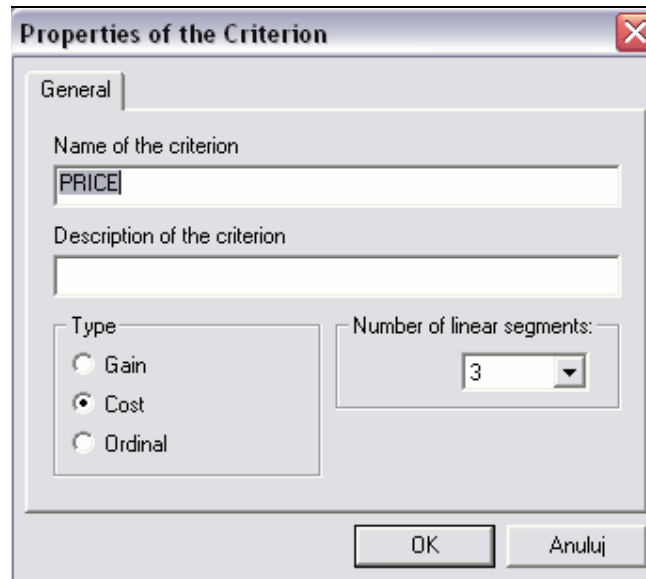 Properties of the Criterion
General
Name of the criterion
PRICE
Description of the criterion
Type
Number of linear segments:
Gain
3
Cost
Ordinal
OK
Anuluj